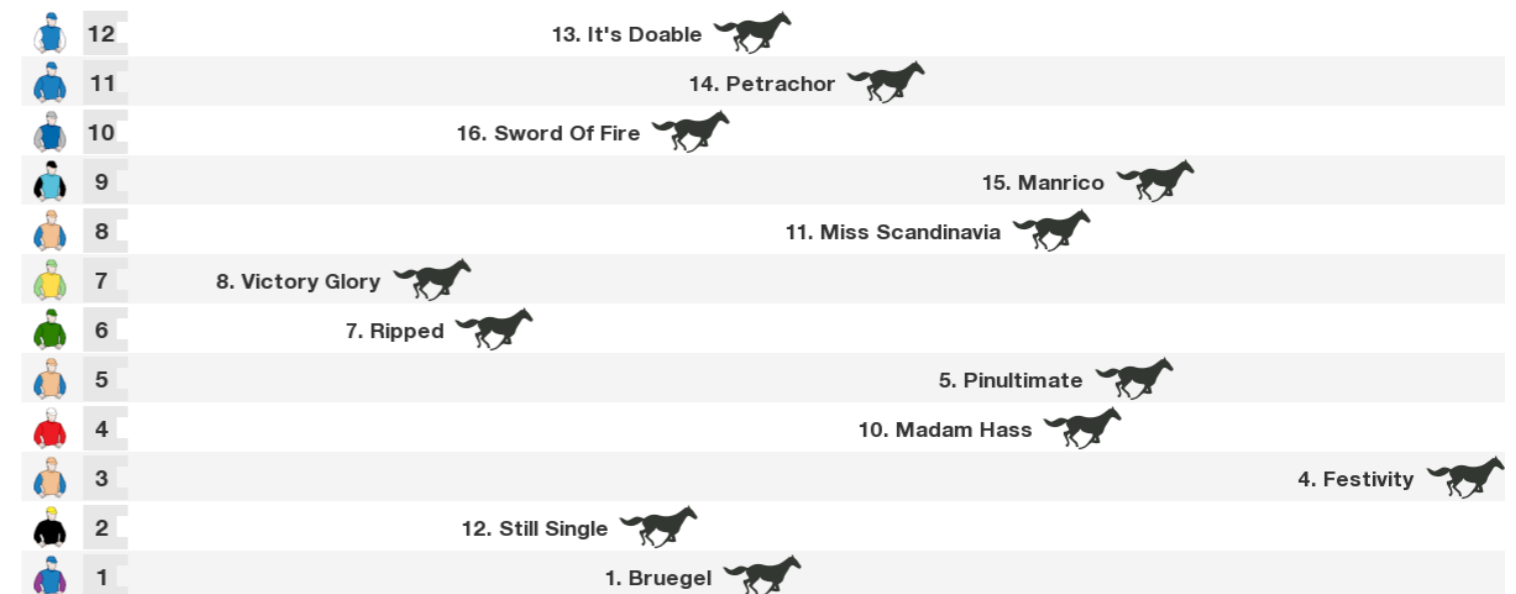 12 13. It's Doable
11 14. Petrachor
10 16. Sword Of Fire
9 15. Manrico
8 11. Miss Scandinavia
7 8. Victory Glory
6 7. Ripped
5 5. Pinultimate
4 10. Madam Hass
3 4. Festivity
2 12. Still Single
1 1. Bruegel